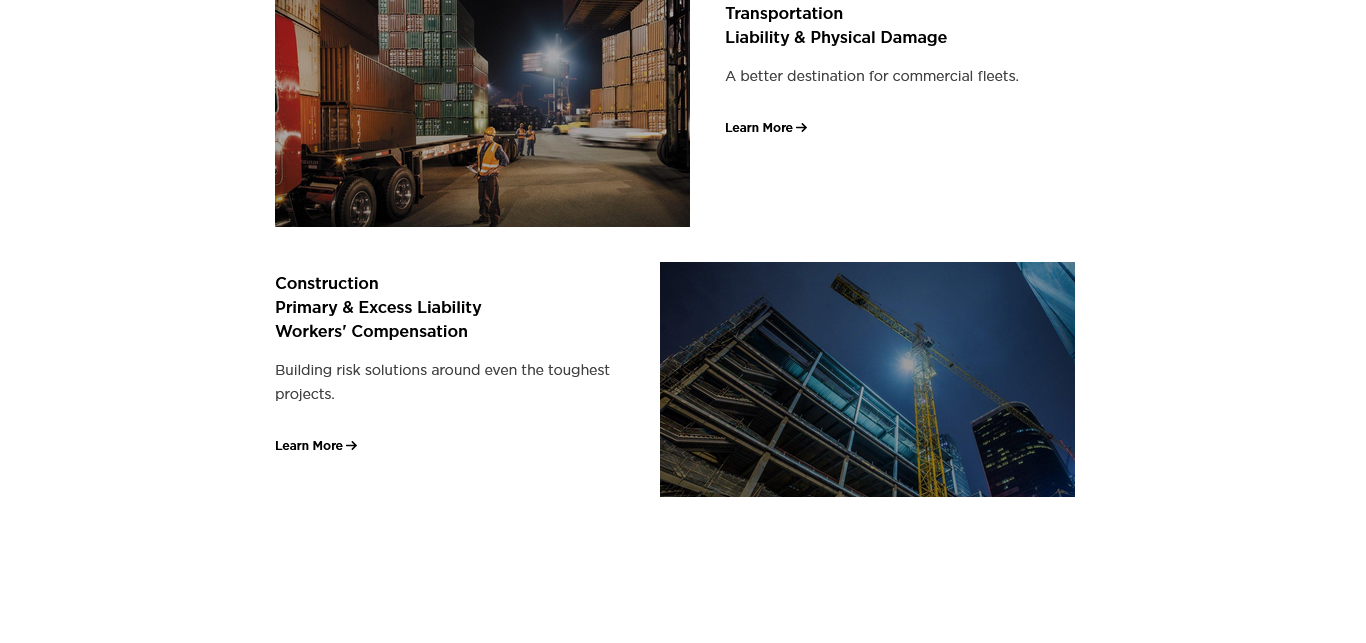 Transportation
Liability & Physical Damage
A better destination for commercial fleets.
Learn More →
Construction
Primary & Excess Liability
Workers' Compensation
Building risk solutions around even the toughest
projects.
Learn More →